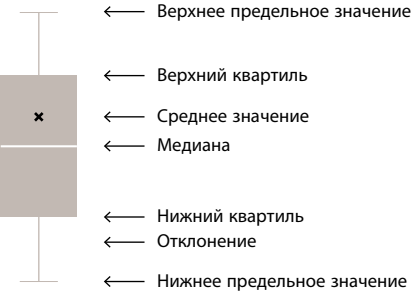 Верхнее предельное значение
Верхний квартиль
Среднее значение
Медиана
Нижний квартиль
Отклонение
Нижнее предельное значение